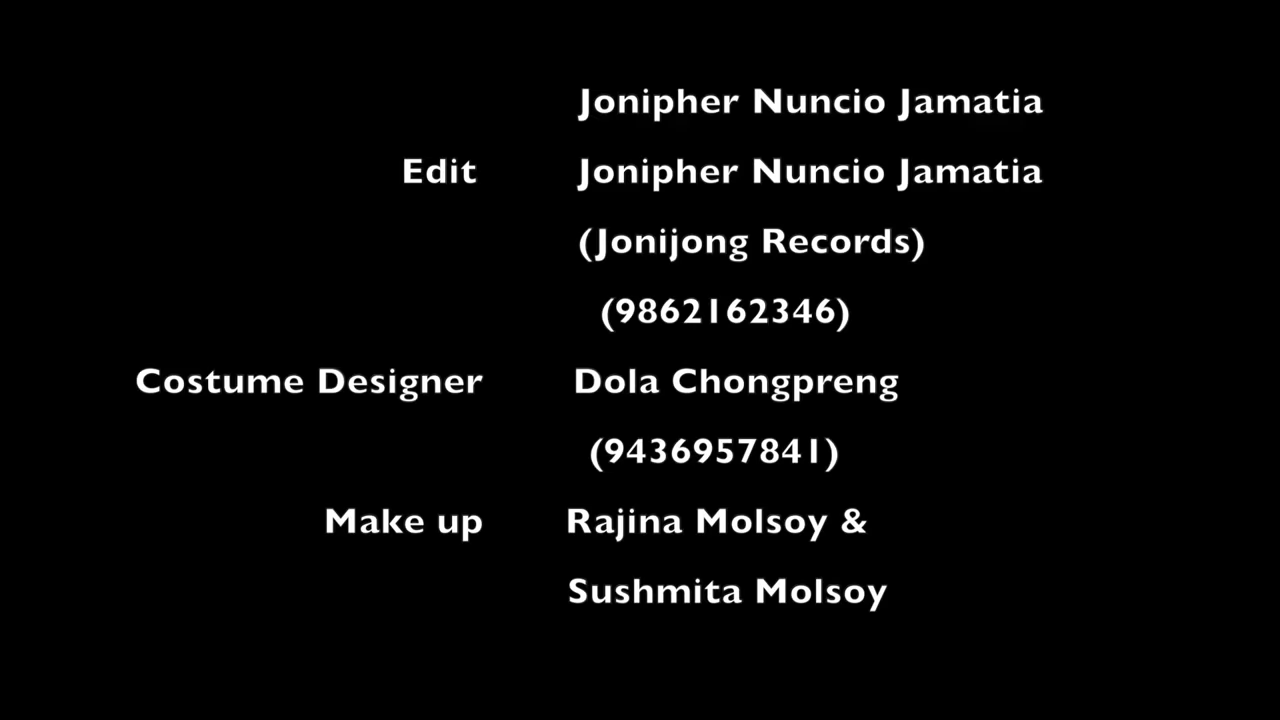 Jonipher Nuncio Jamatia
Edit Jonipher Nuncio Jamatia
(Jonijong Records)
(9862162346)
Costume Designer Dola Chongpreng
(9436957841)
Make up Rajina Molsoy &
Sushmita Molsoy